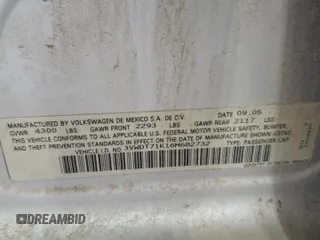 MANUFACTURED BY VOLKSWAGEN DE MEXICO S.A. DE C.V. DATE 09.06
GVWR 4300 LBS GAWR FRONT 2293 LBS GAWR REAR 2117 LBS
THIS VEHICLE CONFORMS TO ALL APPLICABLE U.S. FEDERAL MOTOR VEHICLE SAFETY, BUMPER,
AND THEFT PREVENTION STANDARDS IN EFFECT ON THE DATE OF MANUFACTURE SHOWN ABOVE
VEHICLE I.D. NO. 3VWDT71K16M682732 TYPE: PASSENGER CAR
DREAMBID